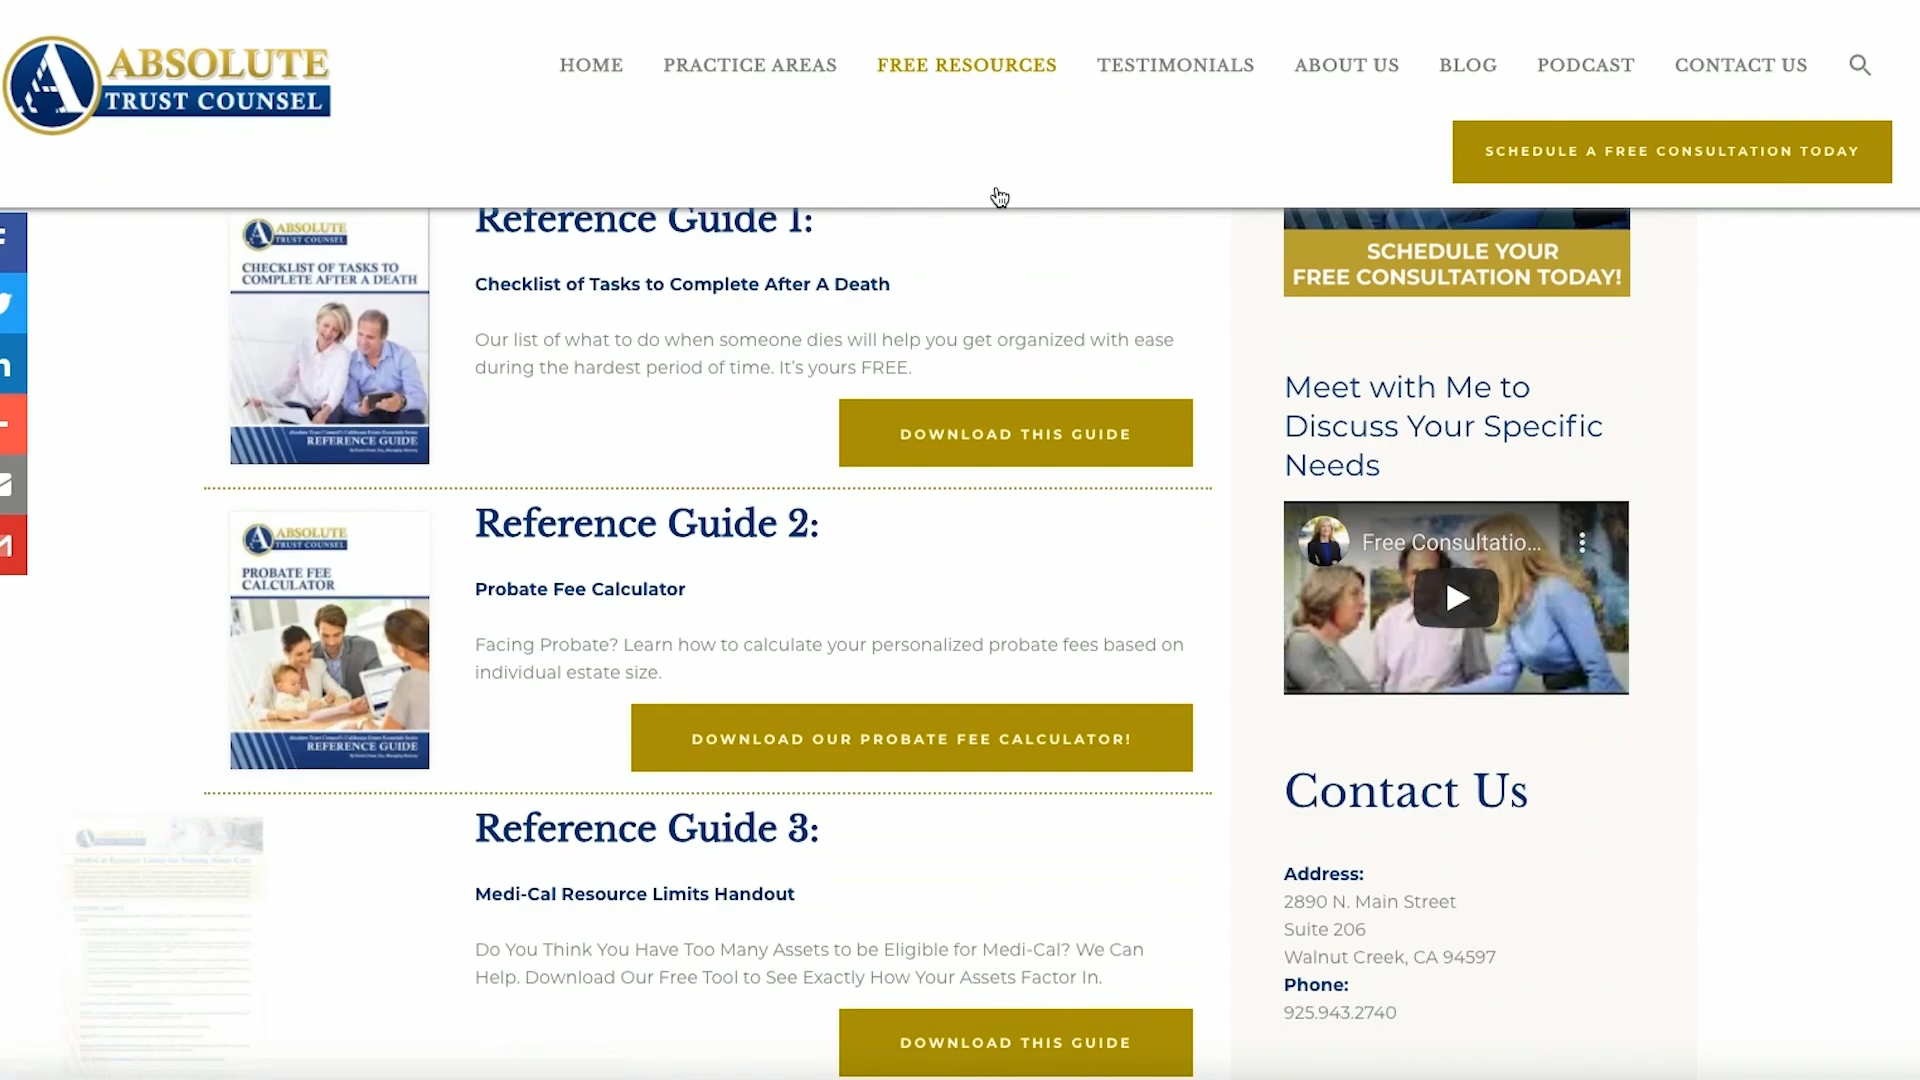 ABSOLUTE
TRUST COUNSEL
HOME
PRACTICE AREAS
FREE RESOURCES
TESTIMONIALS
ABOUT US
BLOG
PODCAST
CONTACT US
SCHEDULE A FREE CONSULTATION TODAY
ABSOLUTE
TRUST COUNSEL
CHECKLIST OF TASKS TO
COMPLETE AFTER A DEATH
REFERENCE GUIDE
Reference Guide 1:
Checklist of Tasks to Complete After A Death
Our list of what to do when someone dies will help you get organized with ease
during the hardest period of time. It's yours FREE.
DOWNLOAD THIS GUIDE
ABSOLUTE
TRUST COUNSEL
PROBATE FEE
CALCULATOR
REFERENCE GUIDE
Reference Guide 2:
Probate Fee Calculator
Facing Probate? Learn how to calculate your personalized probate fees based on
individual estate size.
DOWNLOAD OUR PROBATE FEE CALCULATOR!
Reference Guide 3:
Medi-Cal Resource Limits Handout
Do You Think You Have Too Many Assets to be Eligible for Medi-Cal? We Can
Help. Download Our Free Tool to See Exactly How Your Assets Factor In.
DOWNLOAD THIS GUIDE
SCHEDULE YOUR
FREE CONSULTATION TODAY!
Meet with Me to
Discuss Your Specific
Needs
Free Consultatio...
Contact Us
Address:
2890 N. Main Street
Suite 206
Walnut Creek, CA 94597
Phone:
925.943.2740